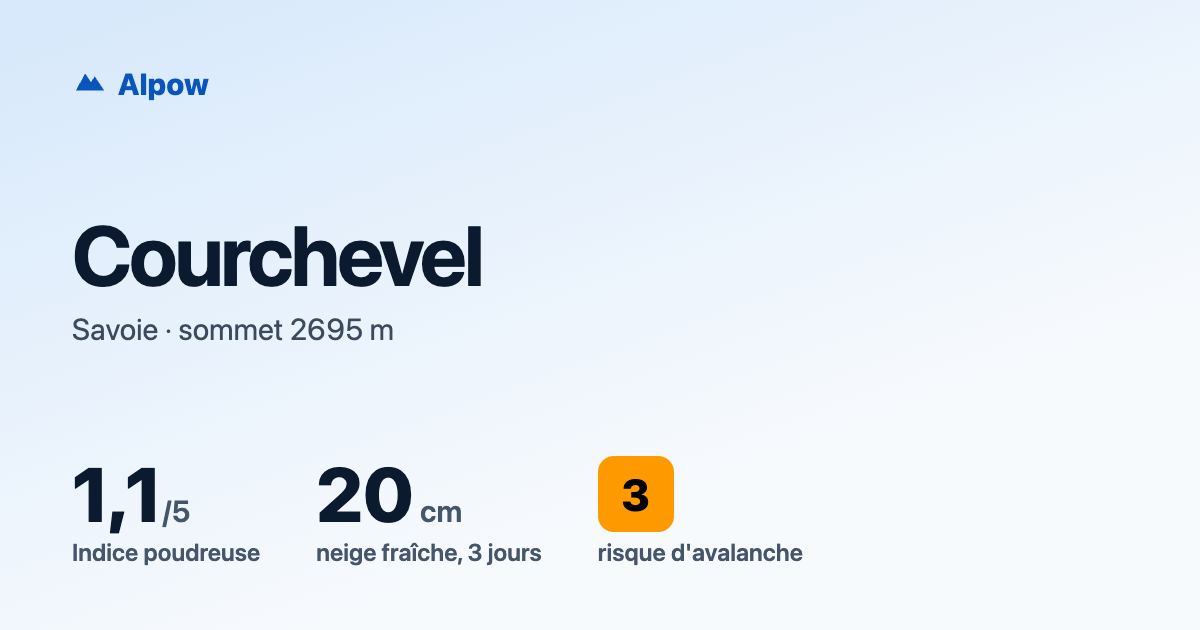 Alpow
Courchevel
Savoie · sommet 2695 m
1,1/5
Indice poudreuse
20 cm
neige fraîche, 3 jours
3
risque d'avalanche